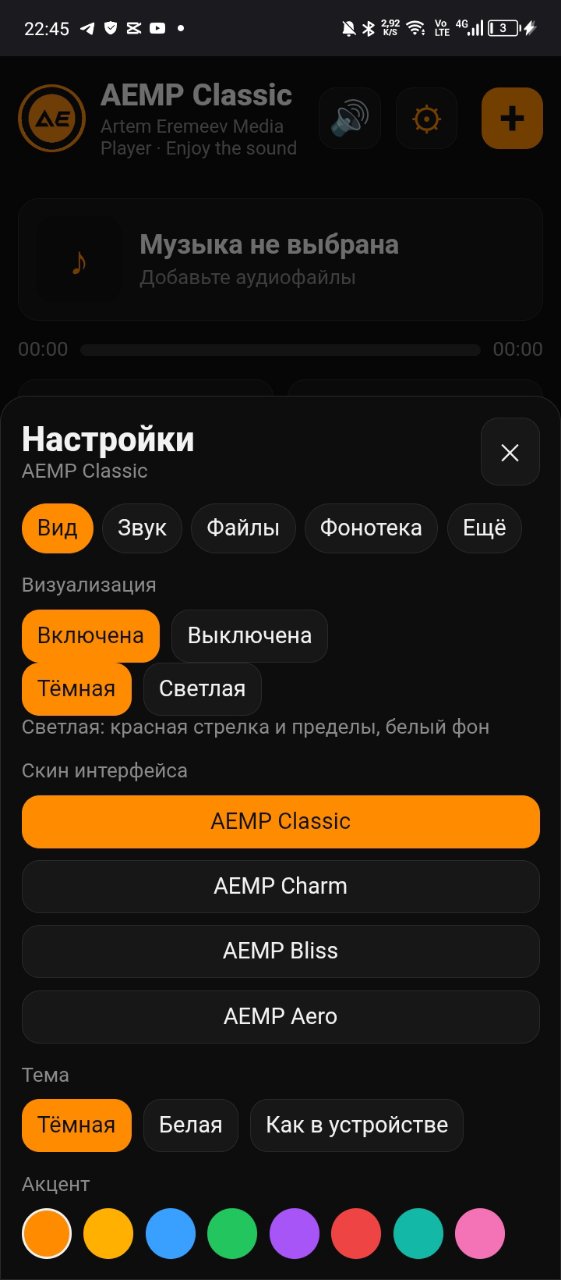 22:45
2,92 K/S
Vo LTE
4G
3
AE
AEMP Classic
Artem Eremeev Media
Player · Enjoy the sound
Музыка не выбрана
Добавьте аудиофайлы
00:00
00:00
Настройки
AEMP Classic
Вид
Звук
Файлы
Фонотека
Ещё
Визуализация
Включена
Выключена
Тёмная
Светлая
Светлая: красная стрелка и пределы, белый фон
Скин интерфейса
AEMP Classic
AEMP Charm
AEMP Bliss
AEMP Aero
Тема
Тёмная
Белая
Как в устройстве
Акцент